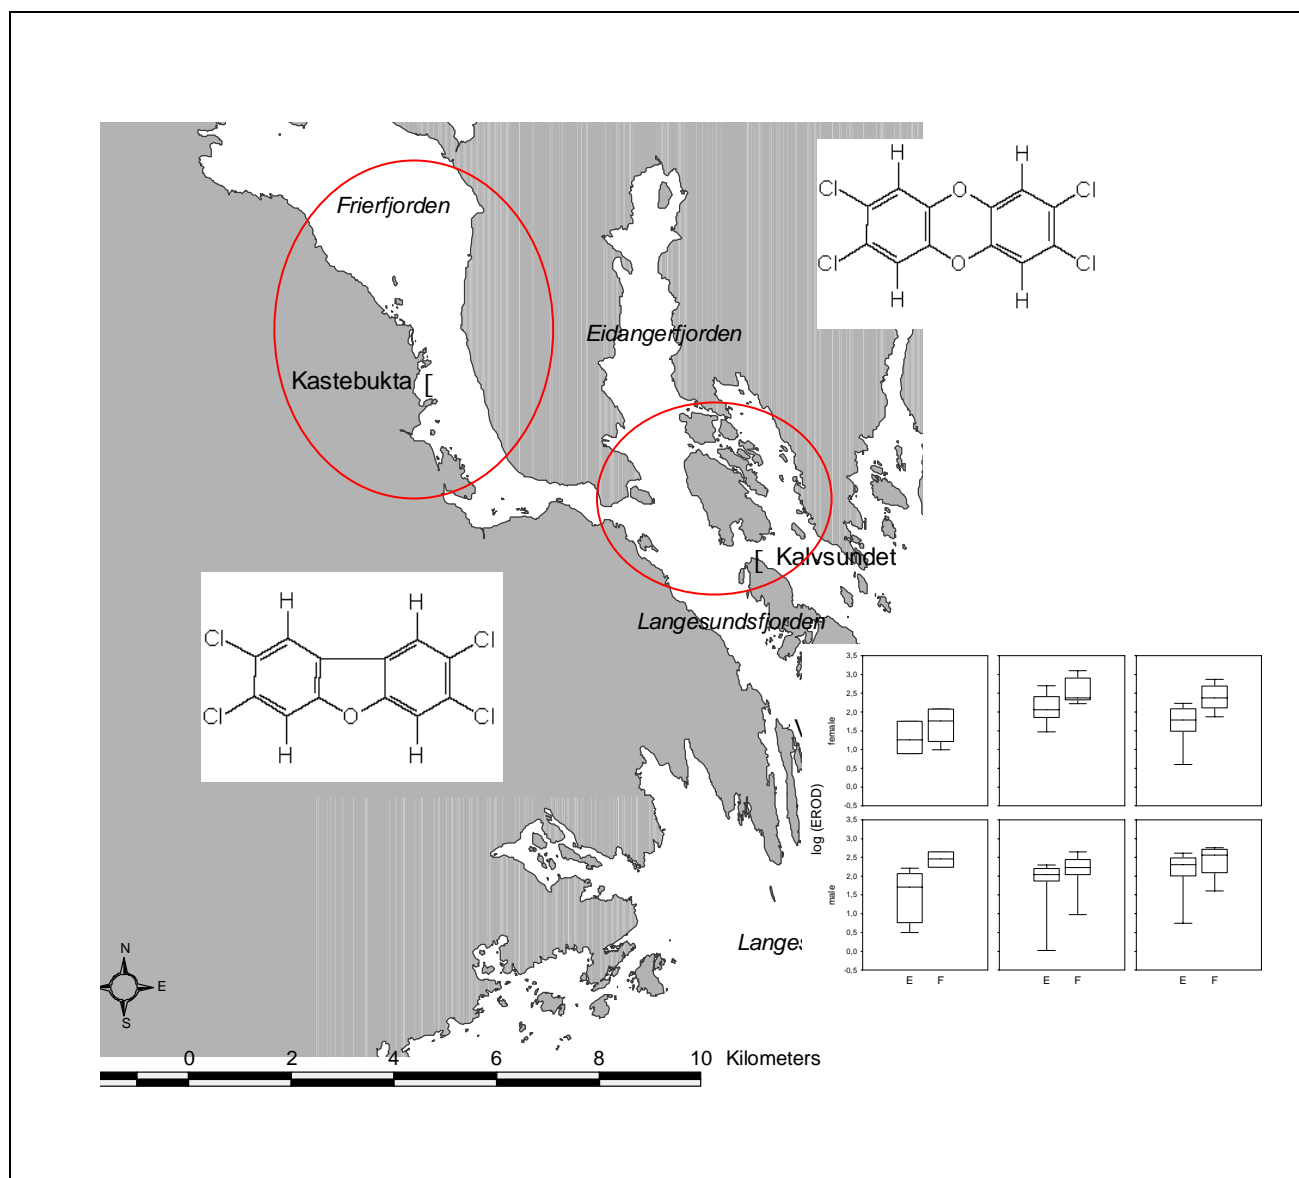 H H
Cl O Cl
Cl O Cl
H H
Frierfjorden
Eidangerfjorden
Kastebukta [
[ Kalvsundet
Langesundsfjorden
H H
Cl Cl
Cl O Cl
H H
log (EROD)
female
3,5
3,0
2,5
2,0
1,5
1,0
0,5
0,0
-0,5
male
3,5
3,0
2,5
2,0
1,5
1,0
0,5
0,0
-0,5
E F E F E F
Langes
N
E
S
0 2 4 6 8 10 Kilometers